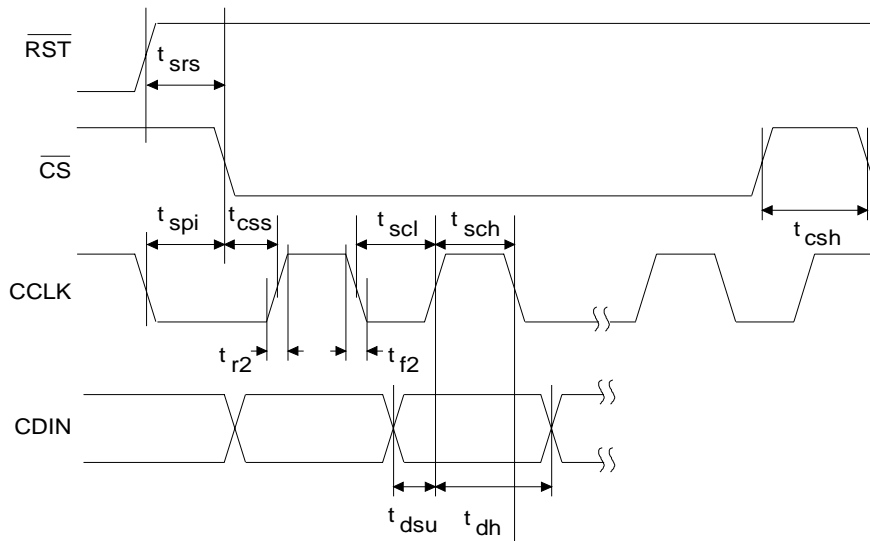 RST
t srs
CS
t spi
t css
t scl
t sch
t csh
CCLK
t r2
t f2
CDIN
t dsu
t dh